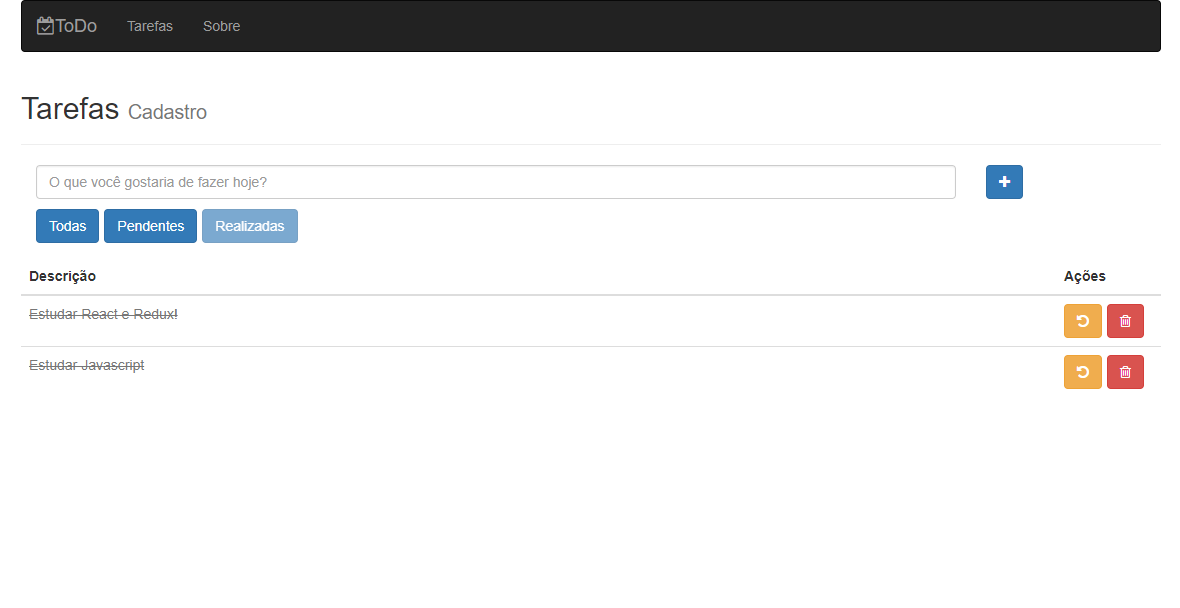 ToDo Tarefas Sobre
Tarefas Cadastro
O que você gostaria de fazer hoje?
Todas Pendentes Realizadas
Descrição Ações
Estudar React e Redux!
Estudar Javascript